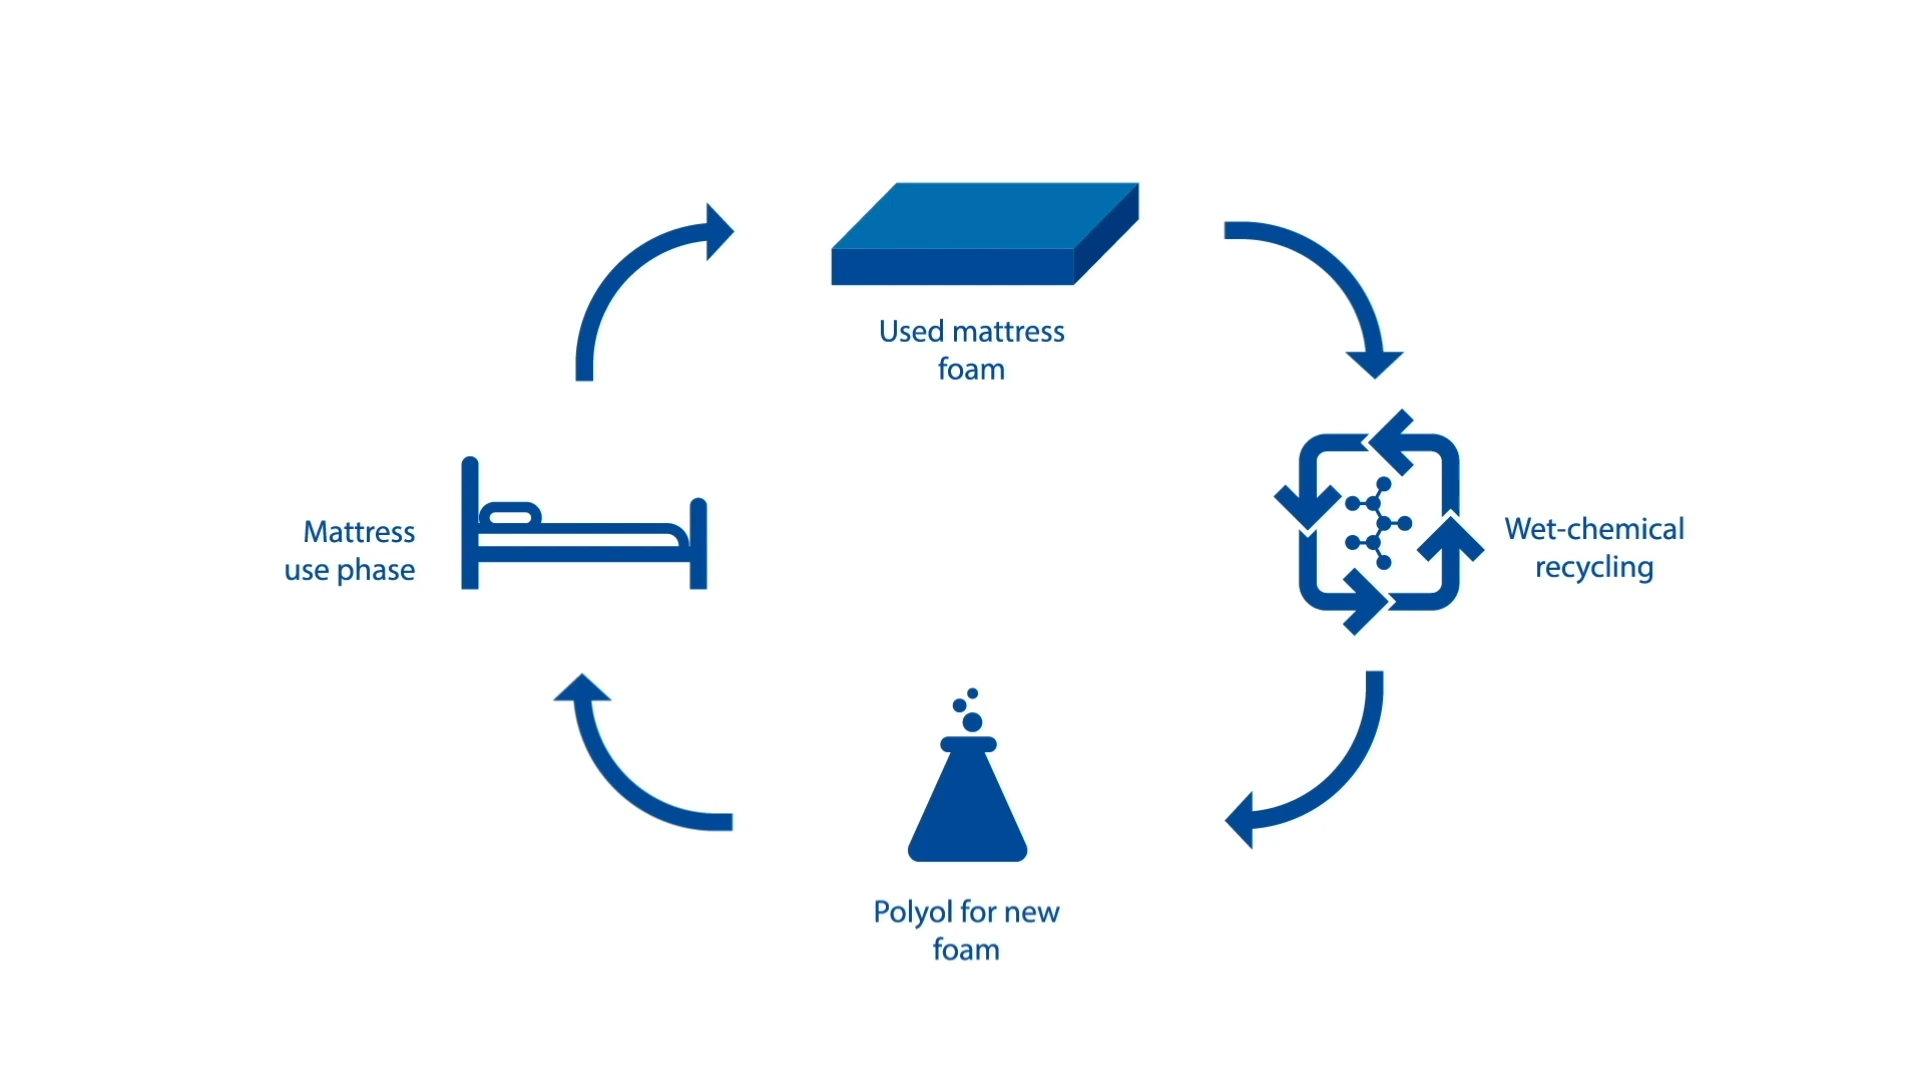 Used mattress
foam
Mattress
use phase
Wet-chemical
recycling
Polyol for new
foam